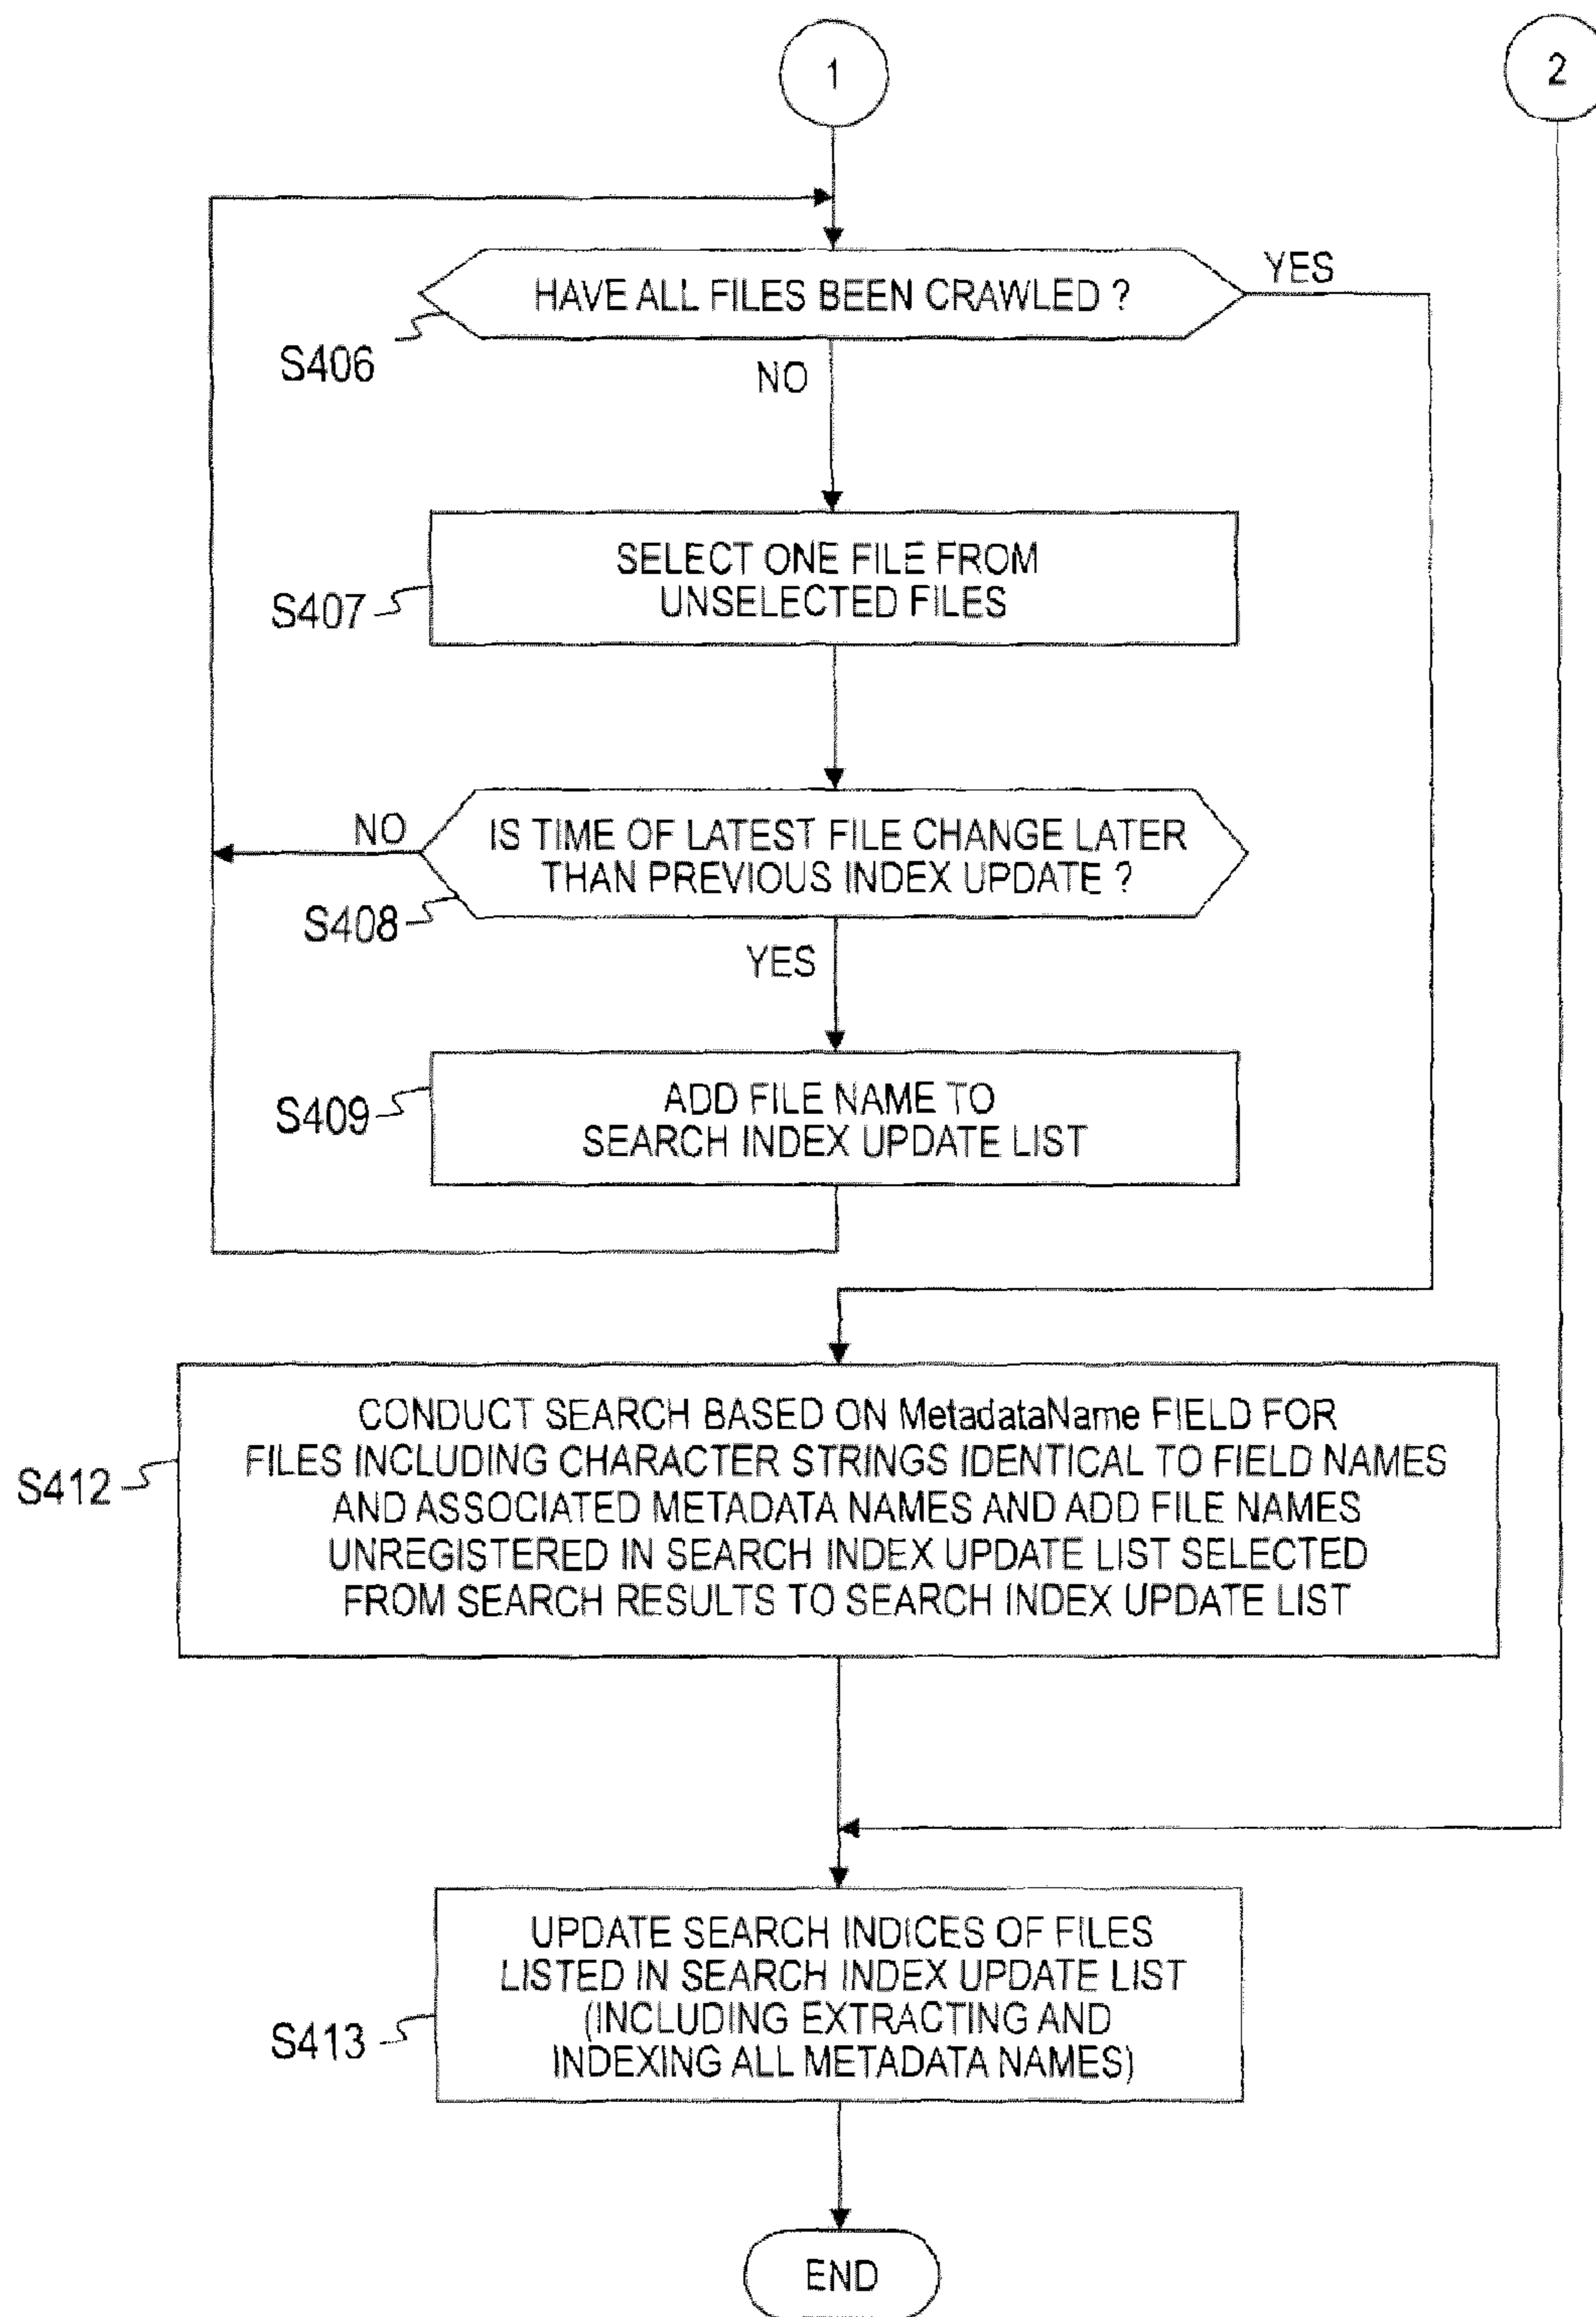 1
2
HAVE ALL FILES BEEN CRAWLED ?
YES
S406
NO
SELECT ONE FILE FROM
UNSELECTED FILES
S407
NO
IS TIME OF LATEST FILE CHANGE LATER
THAN PREVIOUS INDEX UPDATE ?
S408
YES
ADD FILE NAME TO
SEARCH INDEX UPDATE LIST
S409
CONDUCT SEARCH BASED ON MetadataName FIELD FOR
FILES INCLUDING CHARACTER STRINGS IDENTICAL TO FIELD NAMES
AND ASSOCIATED METADATA NAMES AND ADD FILE NAMES
UNREGISTERED IN SEARCH INDEX UPDATE LIST SELECTED
FROM SEARCH RESULTS TO SEARCH INDEX UPDATE LIST
S412
UPDATE SEARCH INDICES OF FILES
LISTED IN SEARCH INDEX UPDATE LIST
(INCLUDING EXTRACTING AND
INDEXING ALL METADATA NAMES)
S413
END